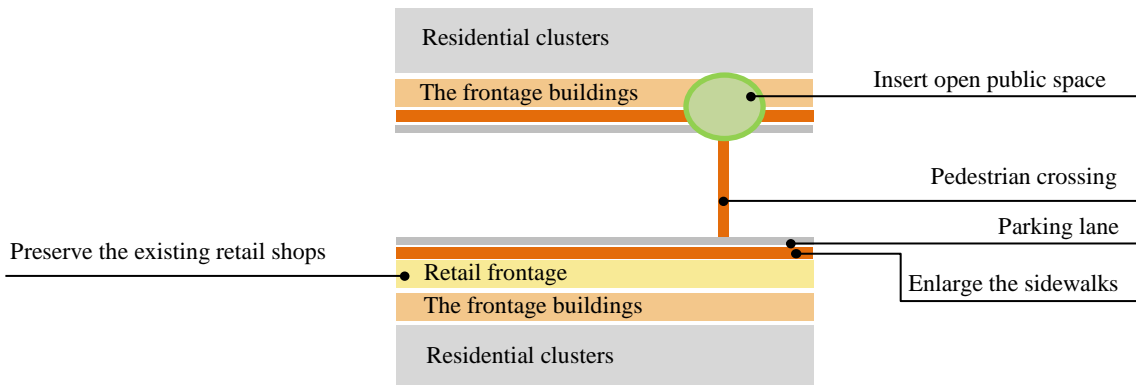 Residential clusters
The frontage buildings
Insert open public space
Pedestrian crossing
Parking lane
Preserve the existing retail shops
Retail frontage
Enlarge the sidewalks
The frontage buildings
Residential clusters